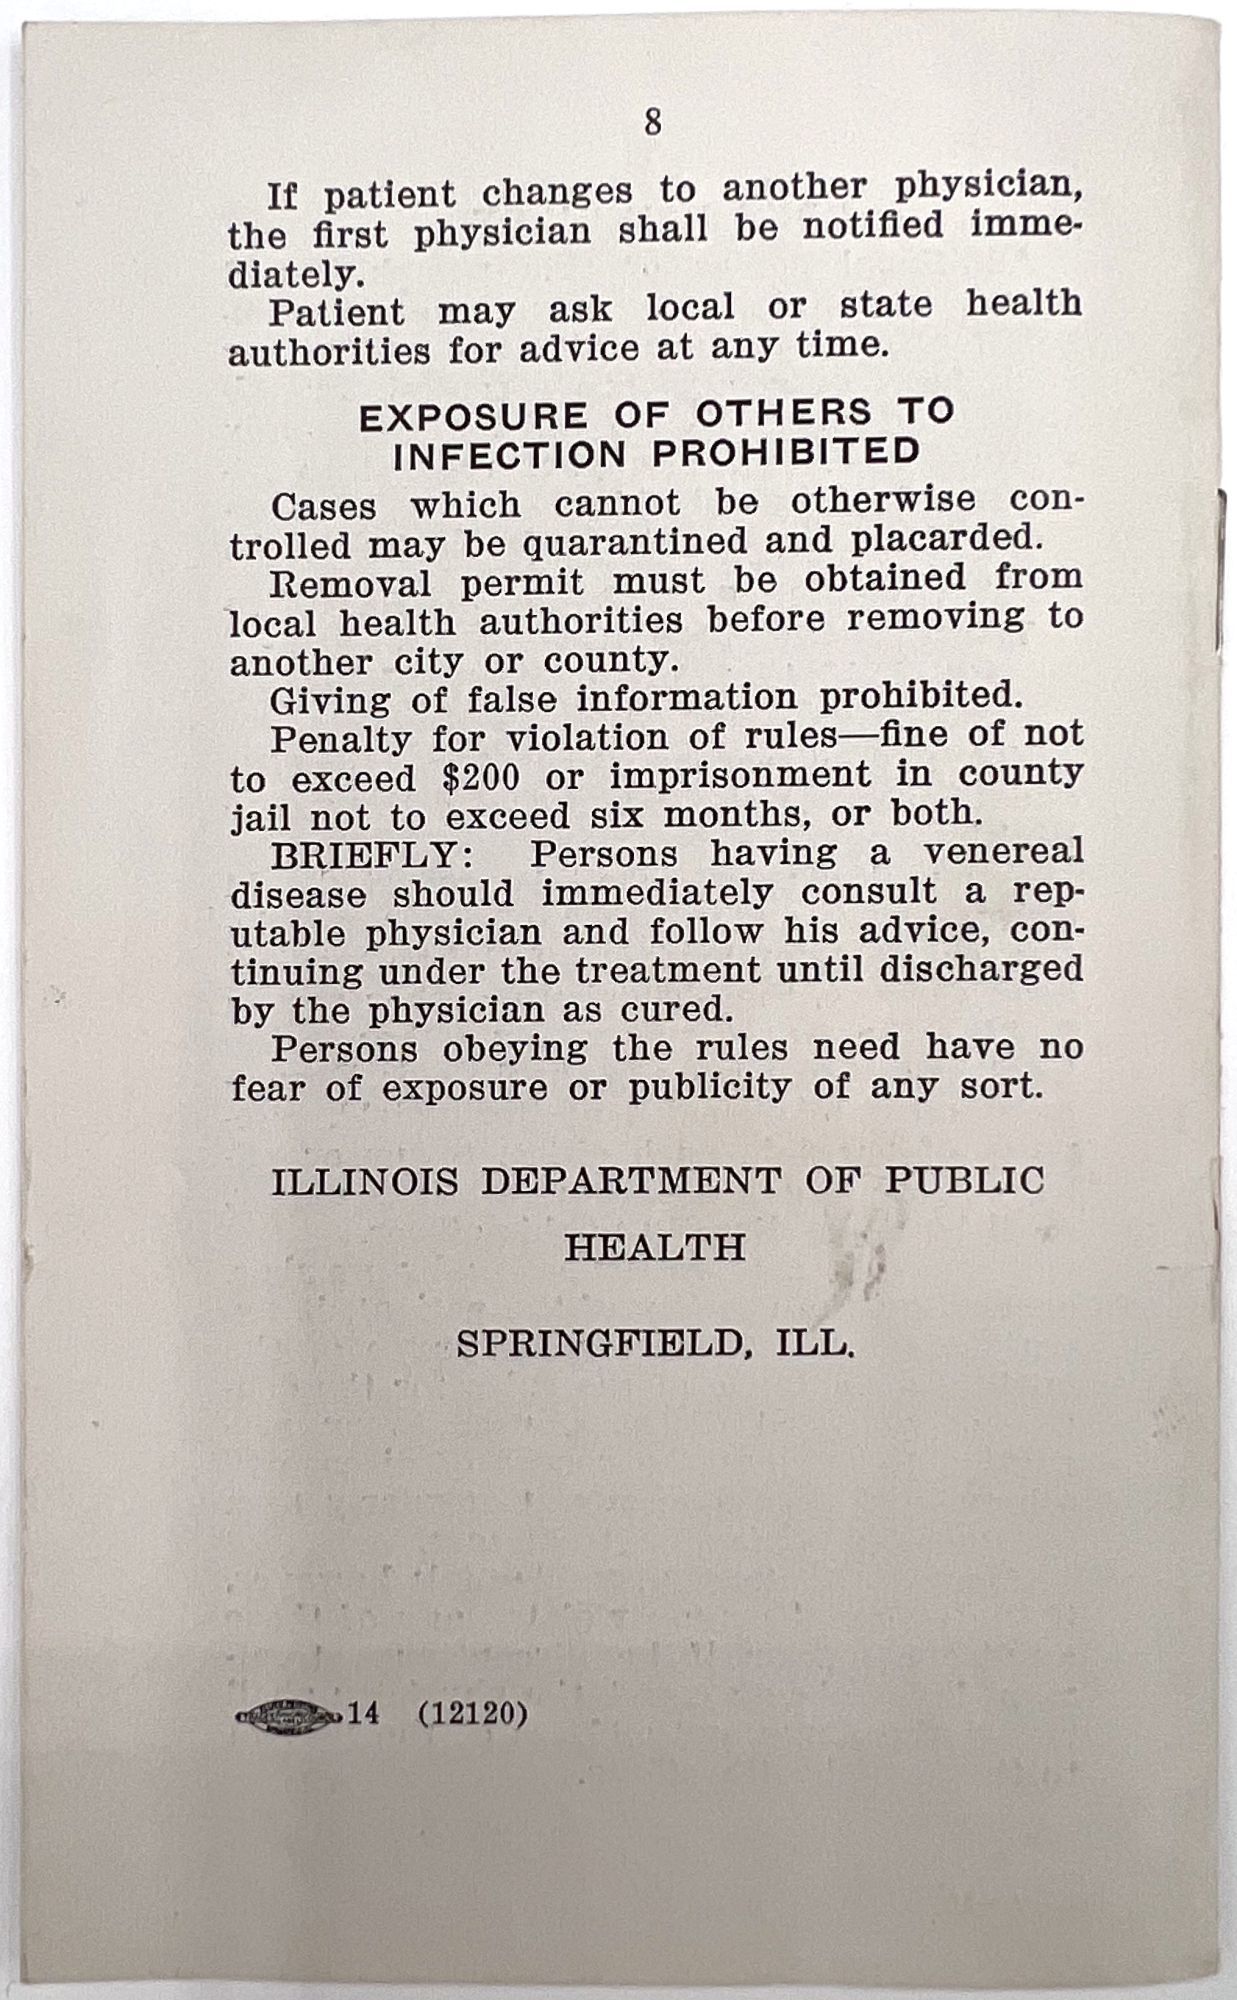 8
If patient changes to another physician,
the first physician shall be notified imme-
diately.
Patient may ask local or state health
authorities for advice at any time.
EXPOSURE OF OTHERS TO
INFECTION PROHIBITED
Cases which cannot be otherwise con-
trolled may be quarantined and placarded.
Removal permit must be obtained from
local health authorities before removing to
another city or county.
Giving of false information prohibited.
Penalty for violation of rules—fine of not
to exceed $200 or imprisonment in county
jail not to exceed six months, or both.
BRIEFLY: Persons having a venereal
disease should immediately consult a rep-
utable physician and follow his advice, con-
tinuing under the treatment until discharged
by the physician as cured.
Persons obeying the rules need have no
fear of exposure or publicity of any sort.
ILLINOIS DEPARTMENT OF PUBLIC
HEALTH
SPRINGFIELD, ILL.
14 (12120)